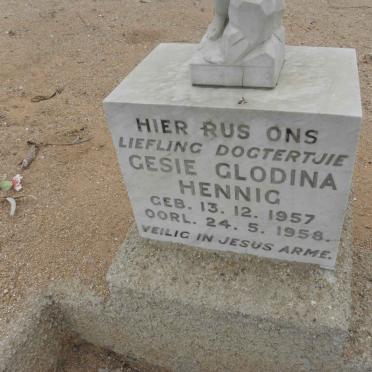 HIER RUS ONS
LIEFLING DOGTERTJIE
GESIE GLODINA
HENNIG
GEB. 13. 12. 1957
OORL. 24. 5. 1958.
VEILIG IN JESUS ARME.